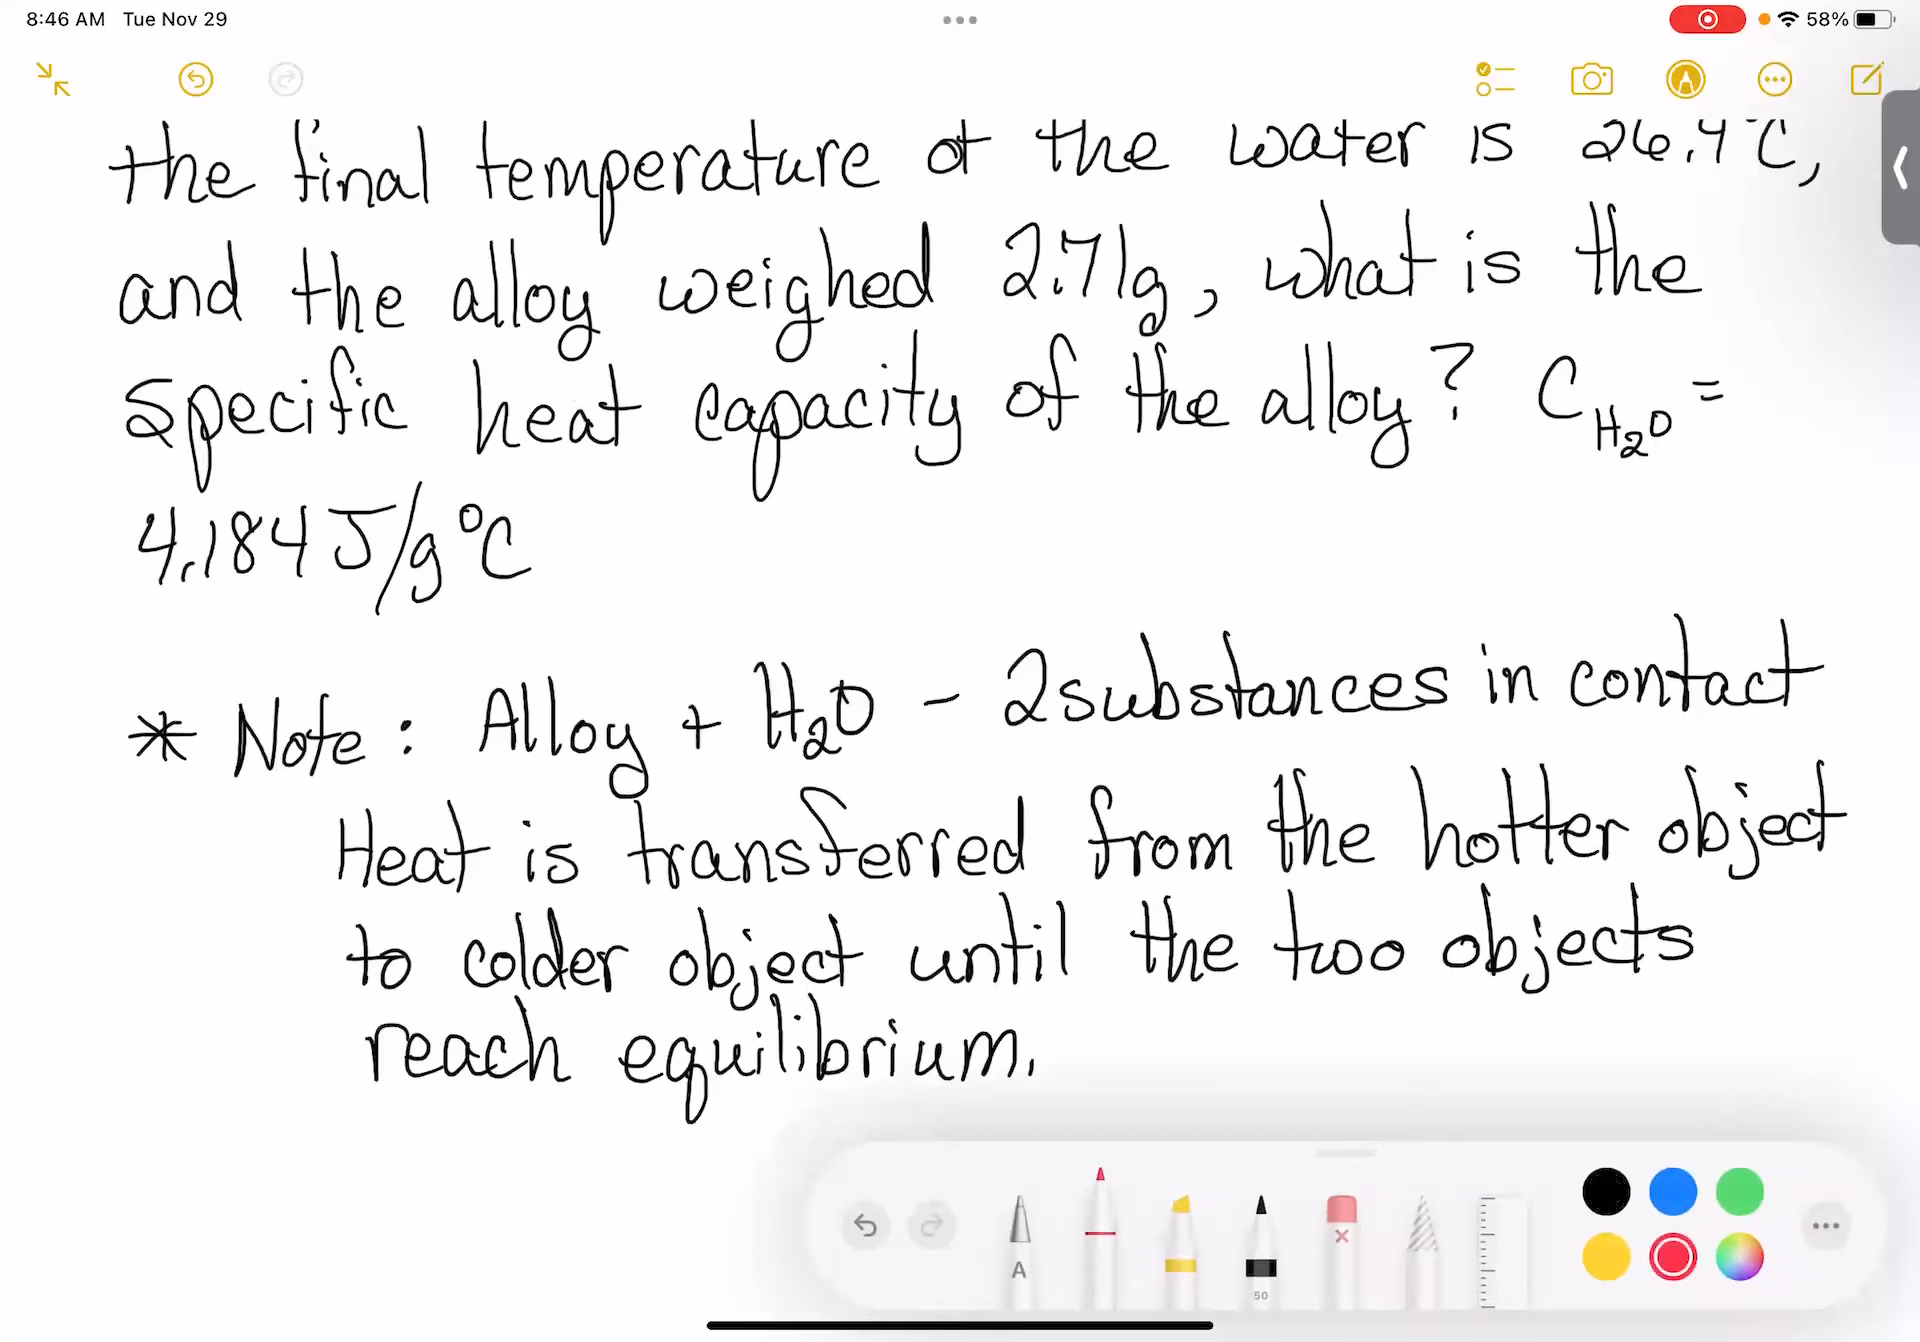 8:46 AM Tue Nov 29
58%
the final temperature of the water is 26.4°C,
and the alloy weighed 2.71g, what is the
specific heat capacity of the alloy? C H₂O =
4.184 J/g°C
* Note: Alloy + H₂O - 2 substances in contact
Heat is transferred from the hotter object
to colder object until the two objects
reach equilibrium.
A
50